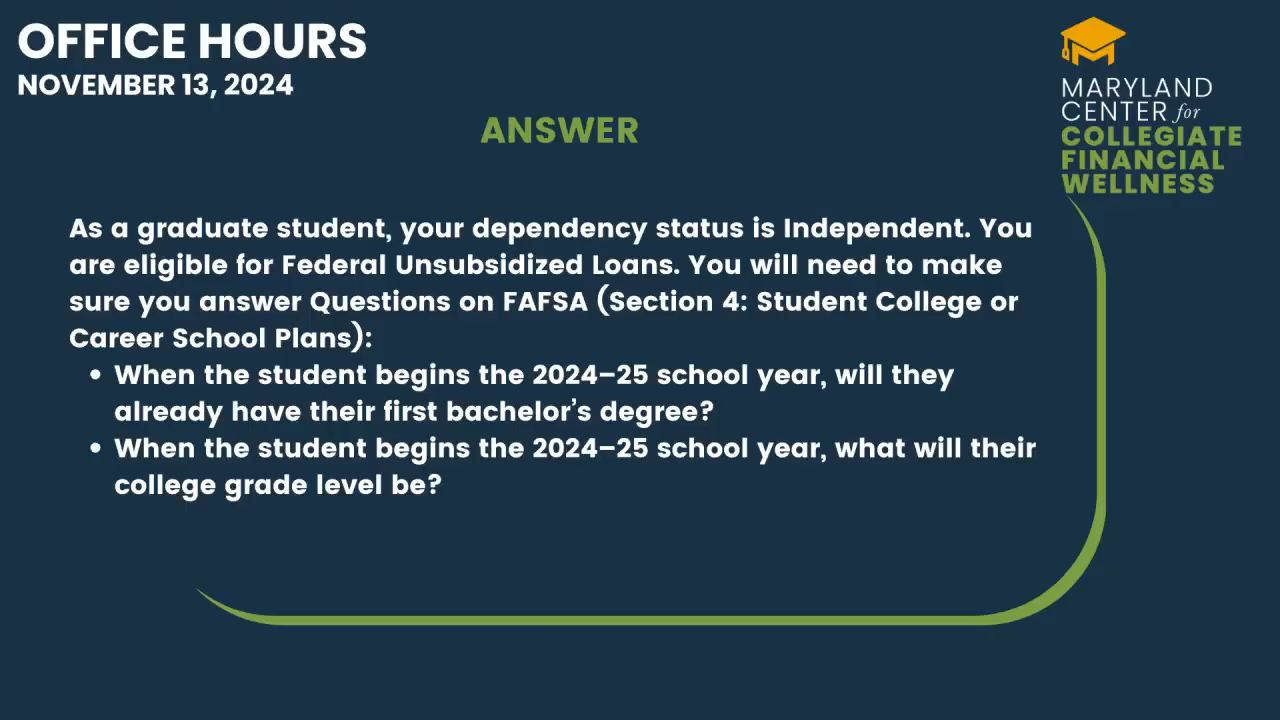 OFFICE HOURS
NOVEMBER 13, 2024
MARYLAND
CENTER for
COLLEGIATE
FINANCIAL
WELLNESS
ANSWER
As a graduate student, your dependency status is Independent. You
are eligible for Federal Unsubsidized Loans. You will need to make
sure you answer Questions on FAFSA (Section 4: Student College or
Career School Plans):
• When the student begins the 2024–25 school year, will they
already have their first bachelor’s degree?
• When the student begins the 2024–25 school year, what will their
college grade level be?